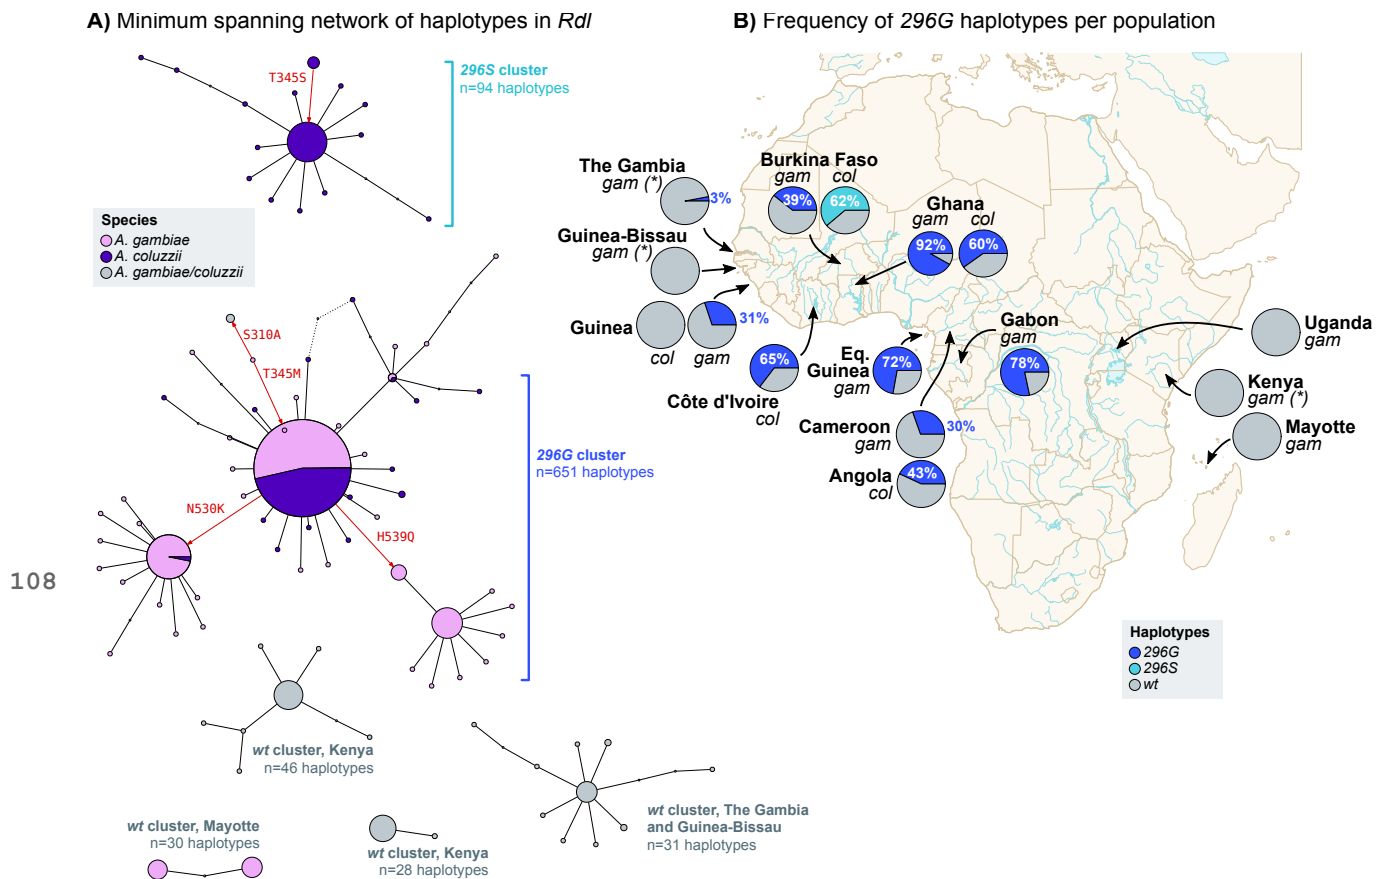 A) Minimum spanning network of haplotypes in Rdl
T345S
296S cluster
n=94 haplotypes
Species
A. gambiae
A. coluzzii
A. gambiae/coluzzii
S310A
T345M
296G cluster
n=651 haplotypes
N530K
H539Q
108
wt cluster, Kenya
n=46 haplotypes
wt cluster, Mayotte
n=30 haplotypes
wt cluster, Kenya
n=28 haplotypes
wt cluster, The Gambia
and Guinea-Bissau
n=31 haplotypes
B) Frequency of 296G haplotypes per population
The Gambia
gam (*)
3%
Burkina Faso
gam col
39%
62%
Ghana
gam col
92%
60%
Guinea-Bissau
gam (*)
Guinea
31%
col gam
65%
Côte d'Ivoire
col
Eq.
Guinea
gam
72%
Gabon
gam
78%
Cameroon
gam
30%
Angola
col
43%
Uganda
gam
Kenya
gam (*)
Mayotte
gam
Haplotypes
296G
296S
wt